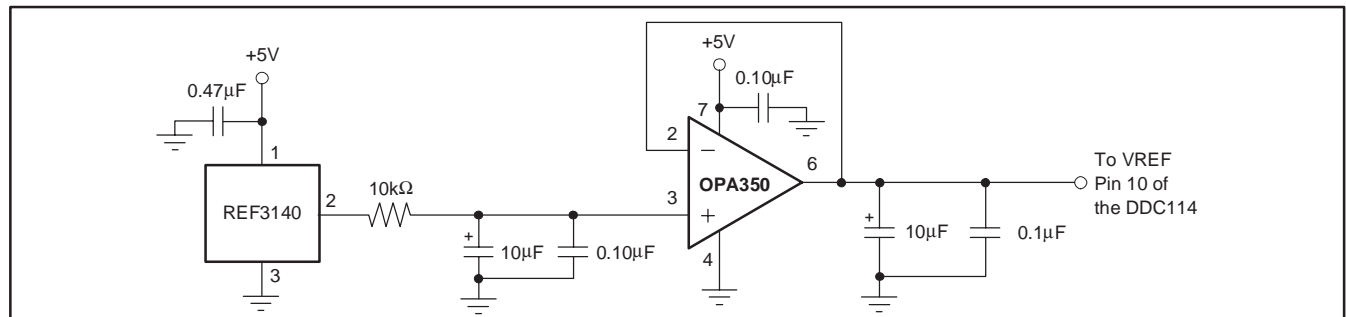 +5V
0.47µF
1
REF3140
2
3
10kΩ
10µF
+
0.10µF
+5V
0.10µF
7
2
−
OPA350
3
+
4
6
+
10µF
0.1µF
To VREF
Pin 10 of
the DDC114